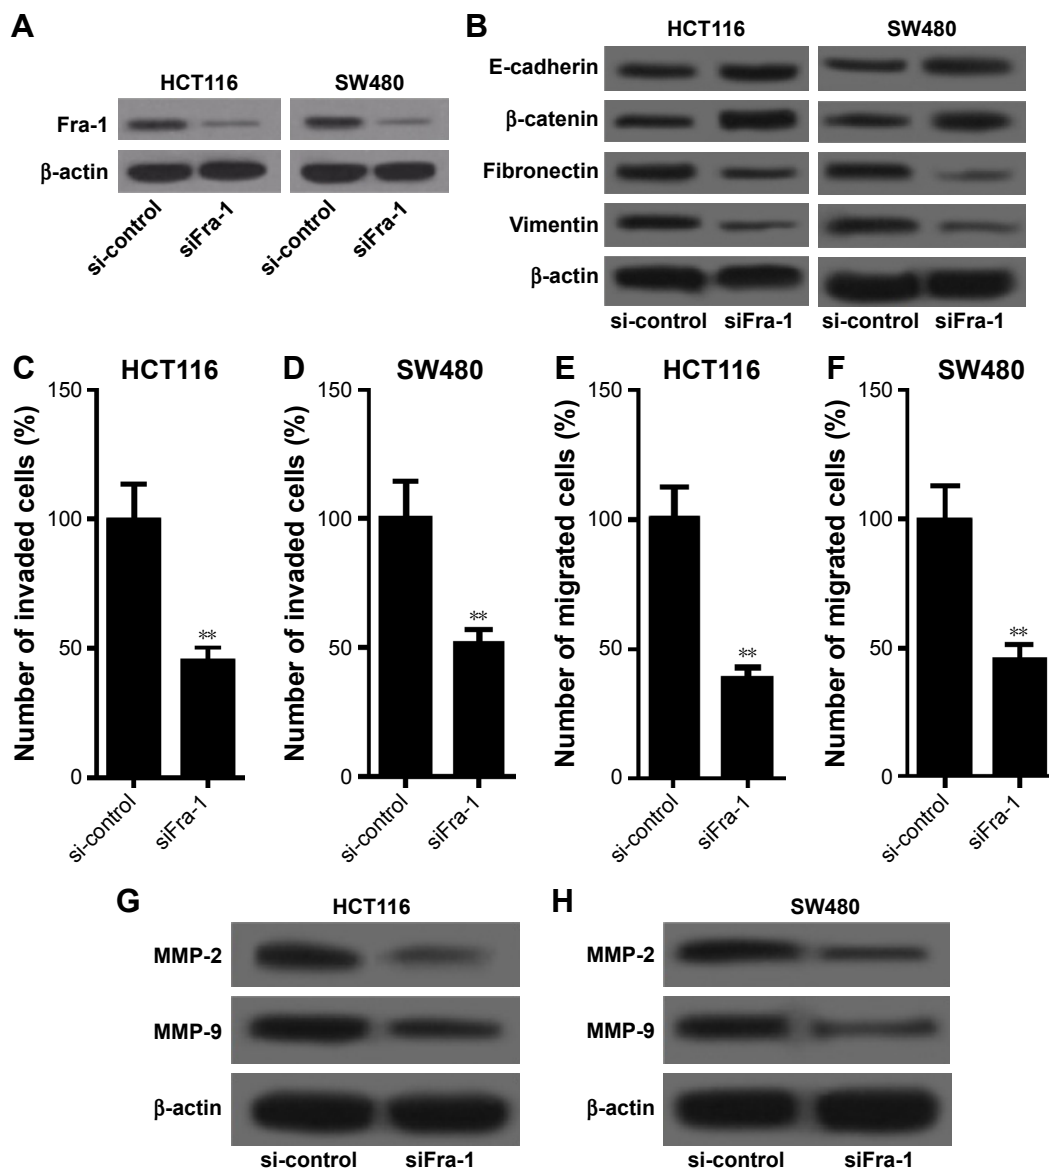 A
HCT116 SW480
Fra-1
β-actin
si-control siFra-1 si-control siFra-1
B
HCT116 SW480
E-cadherin
β-catenin
Fibronectin
Vimentin
β-actin
si-control siFra-1 si-control siFra-1
C
HCT116
Number of invaded cells (%)
150
100
50
0
**
si-control siFra-1
D
SW480
Number of invaded cells (%)
150
100
50
0
**
si-control siFra-1
E
HCT116
Number of migrated cells (%)
150
100
50
0
**
si-control siFra-1
F
SW480
Number of migrated cells (%)
150
100
50
0
**
si-control siFra-1
G
HCT116
MMP-2
MMP-9
β-actin
si-control siFra-1
H
SW480
MMP-2
MMP-9
β-actin
si-control siFra-1